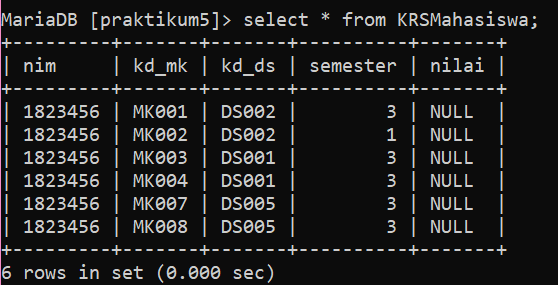 MariaDB [praktikum5]> select * from KRSMahasiswa;
+---------+-------+-------+----------+-------+
| nim     | kd_mk | kd_ds | semester | nilai |
+---------+-------+-------+----------+-------+
| 1823456 | MK001 | DS002 |        3 | NULL  |
| 1823456 | MK002 | DS002 |        1 | NULL  |
| 1823456 | MK003 | DS001 |        3 | NULL  |
| 1823456 | MK004 | DS001 |        3 | NULL  |
| 1823456 | MK007 | DS005 |        3 | NULL  |
| 1823456 | MK008 | DS005 |        3 | NULL  |
+---------+-------+-------+----------+-------+
6 rows in set (0.000 sec)